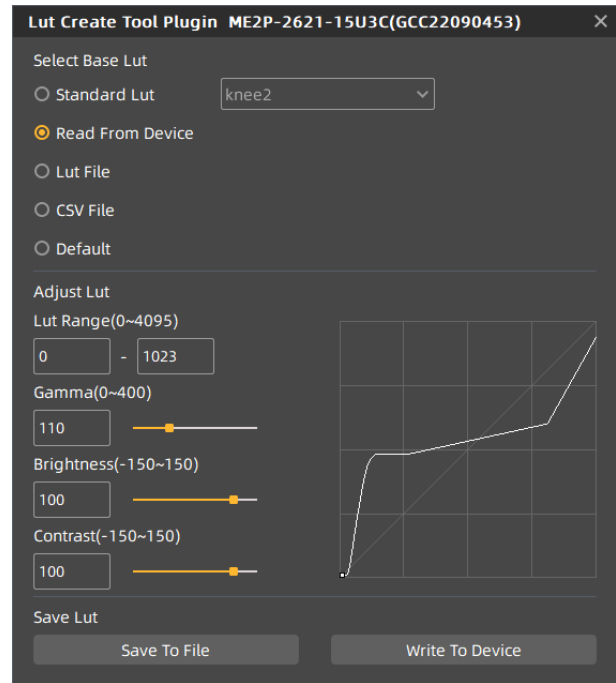 Lut Create Tool Plugin ME2P-2621-15U3C(GCC22090453)
Select Base Lut
Standard Lut knee2
Read From Device
Lut File
CSV File
Default
Adjust Lut
Lut Range(0~4095)
0 - 1023
Gamma(0~400)
110
Brightness(-150~150)
100
Contrast(-150~150)
100
Save Lut
Save To File Write To Device